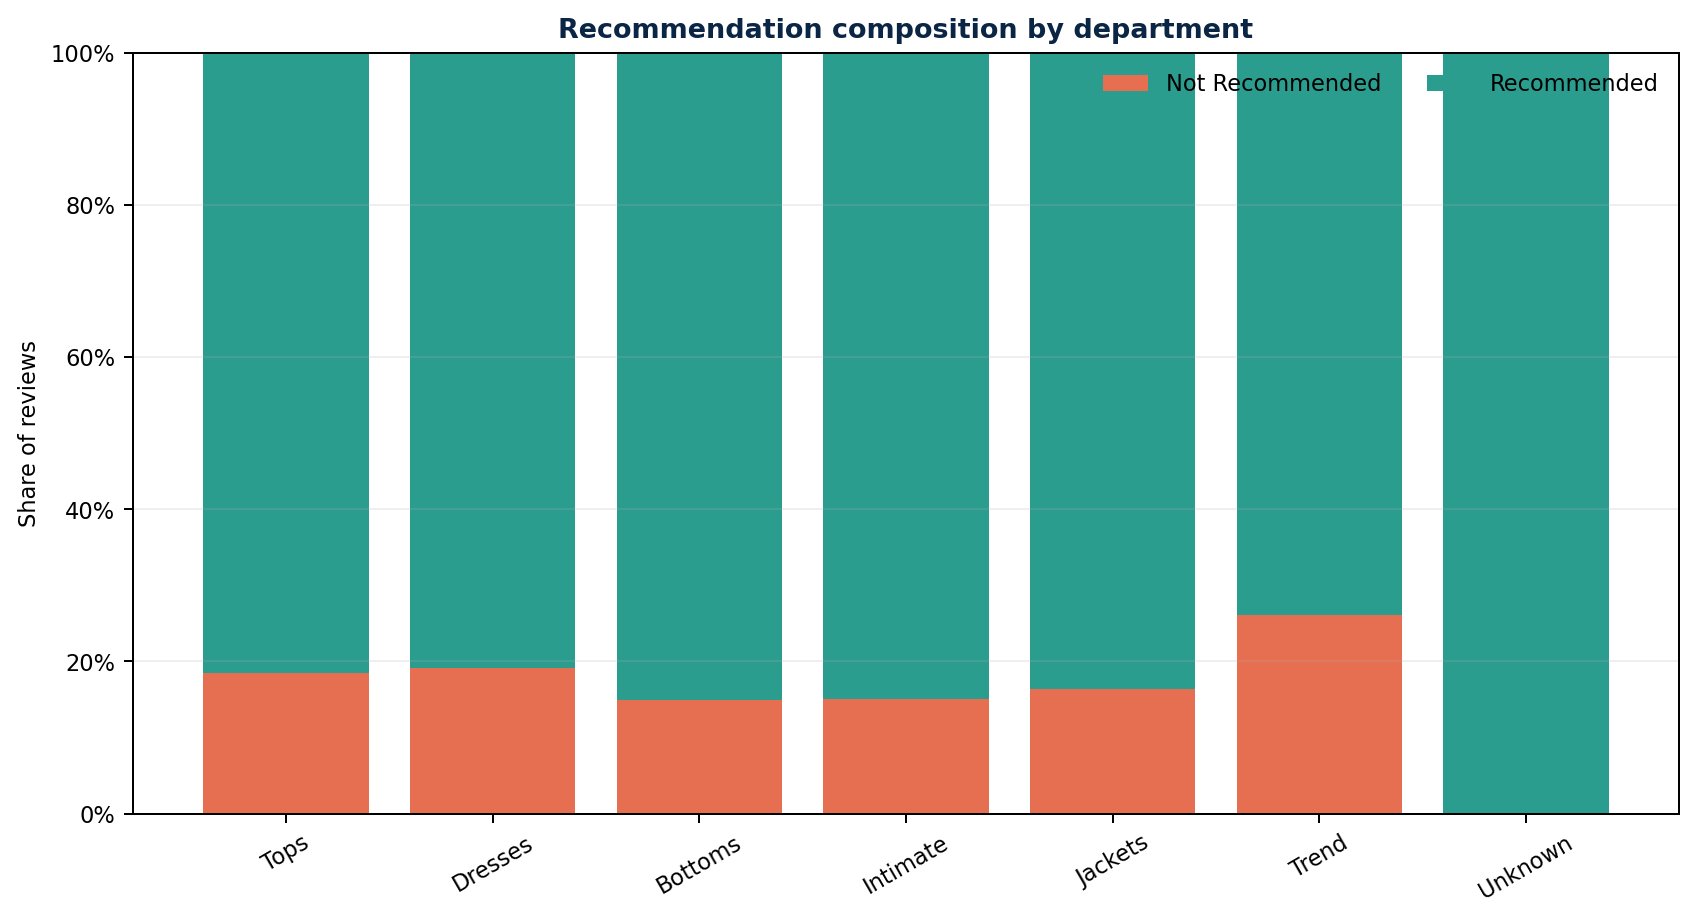 Recommendation composition by department
100%
80%
60%
40%
20%
0%
Share of reviews
Not Recommended
Recommended
Tops
Dresses
Bottoms
Intimate
Jackets
Trend
Unknown